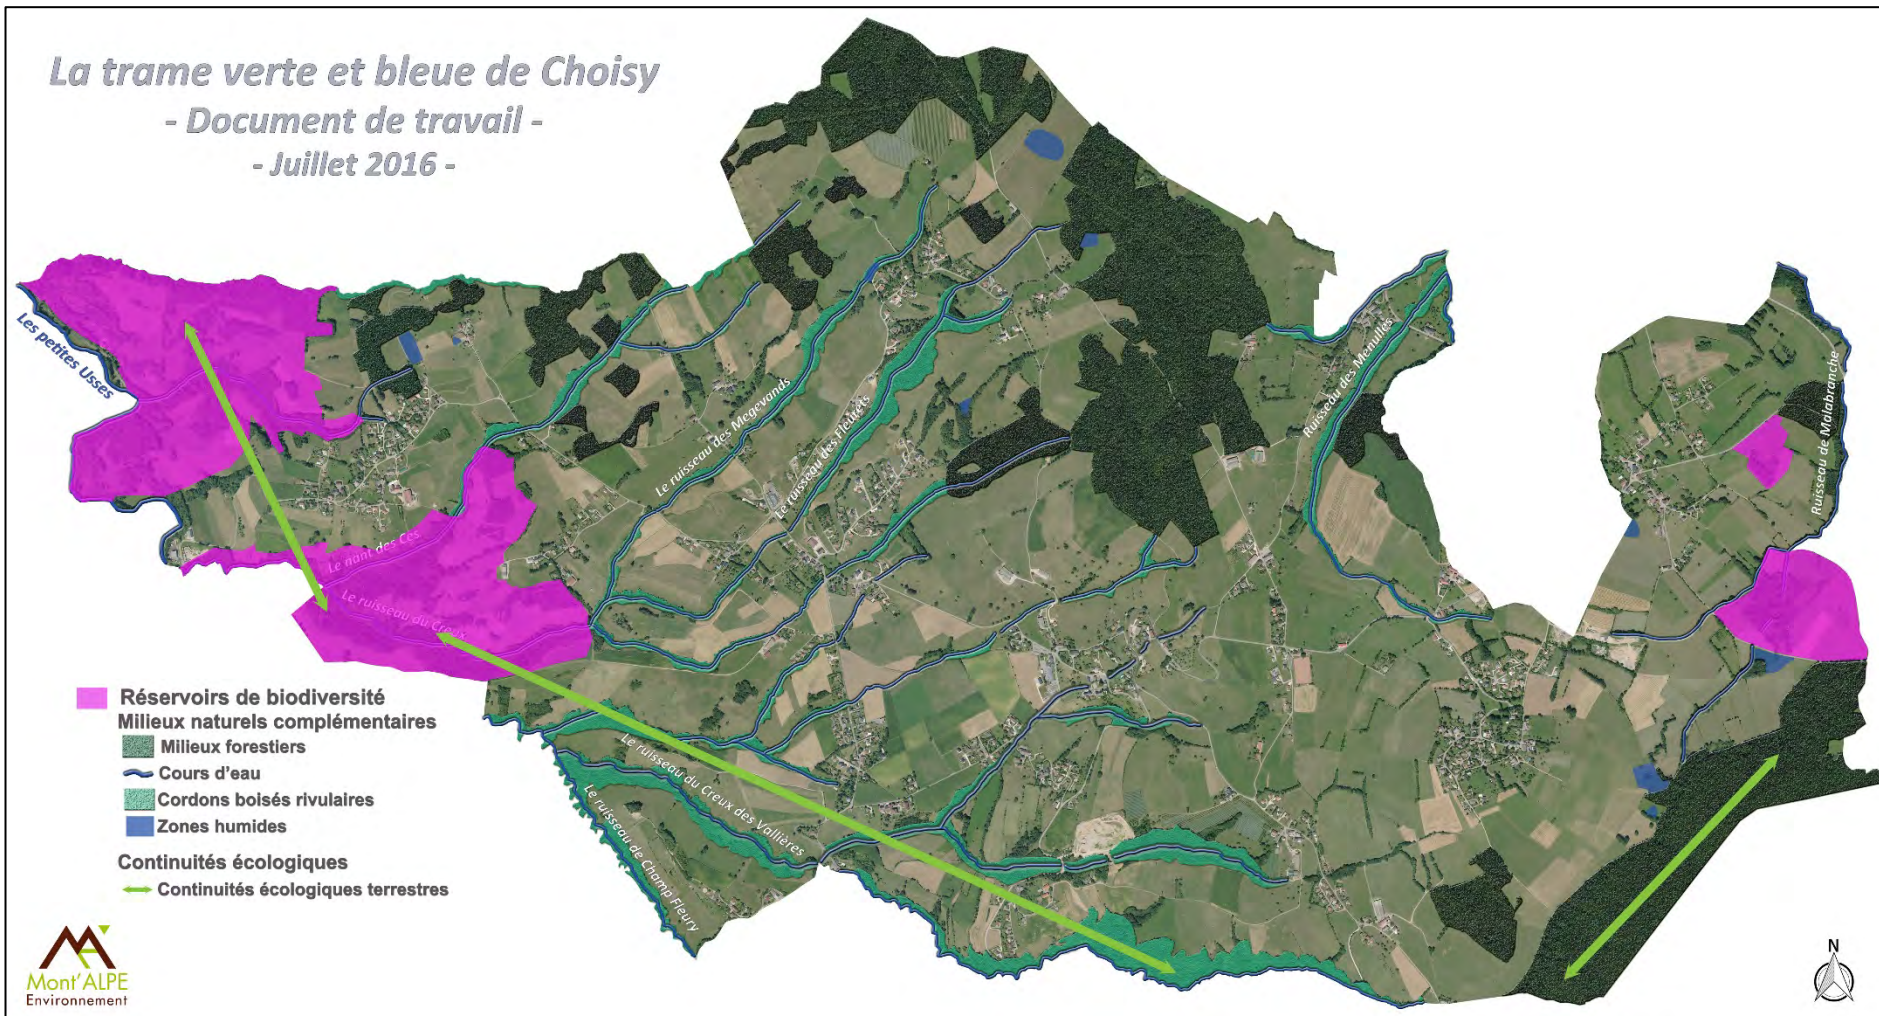 La trame verte et bleue de Choisy
- Document de travail -
- Juillet 2016 -
Les petites Usses
Le ruisseau des Megevands
Le ruisseau des Fleuriets
Ruisseau des Menulles
Ruisseau de Malabranche
Le nant des Ces
Le ruisseau du Creux
Le ruisseau du Creux des Vallières
Le ruisseau de Champ Fleury
Réservoirs de biodiversité
Milieux naturels complémentaires
Milieux forestiers
Cours d'eau
Cordons boisés rivulaires
Zones humides
Continuités écologiques
Continuités écologiques terrestres
Mont'ALPE
Environnement
N